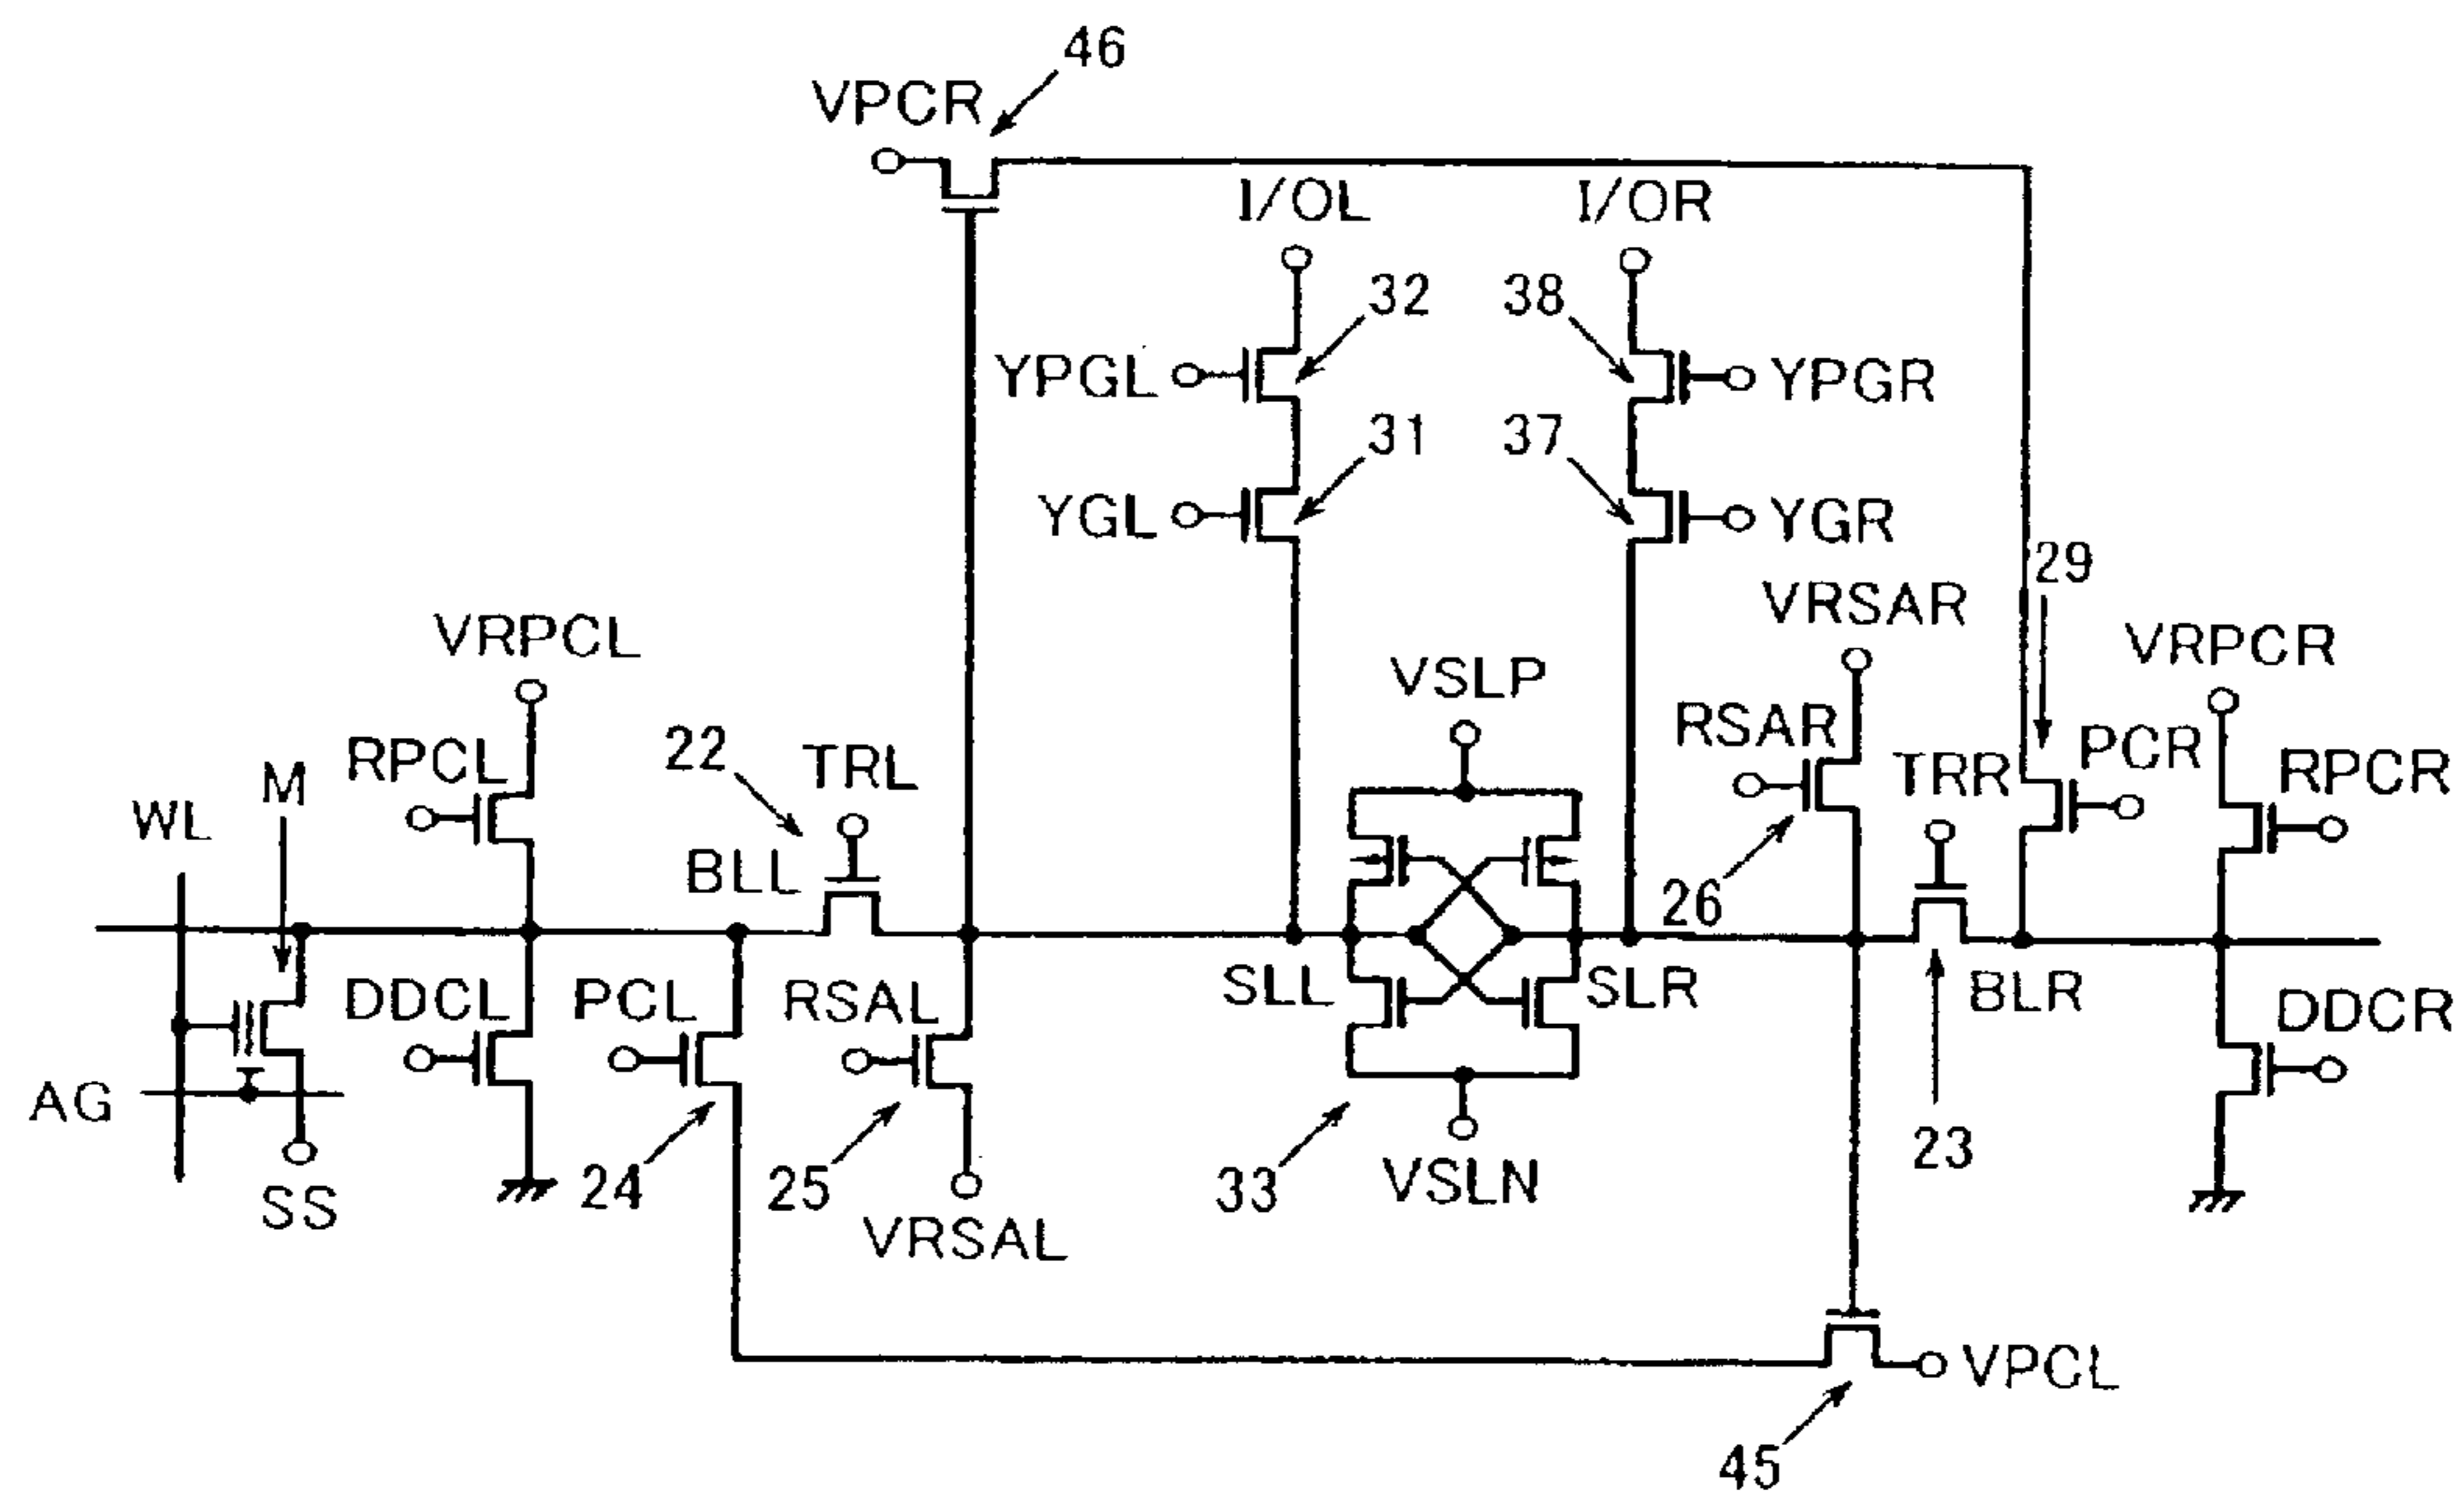 46
VPCR
I/OL
I/OR
32
38
YPGL
YPGR
31
37
YGL
YGR
29
VRSAR
VRPCL
VRPCR
VSLP
RSAR
PCR
22
TRL
RPCL
M
TRR
RPCR
WL
BLL
26
SLL
SLR
BLR
DDCL
PCL
RSAL
DDCR
AG
23
24
25
33
VSLN
SS
VRSAL
VPCL
45